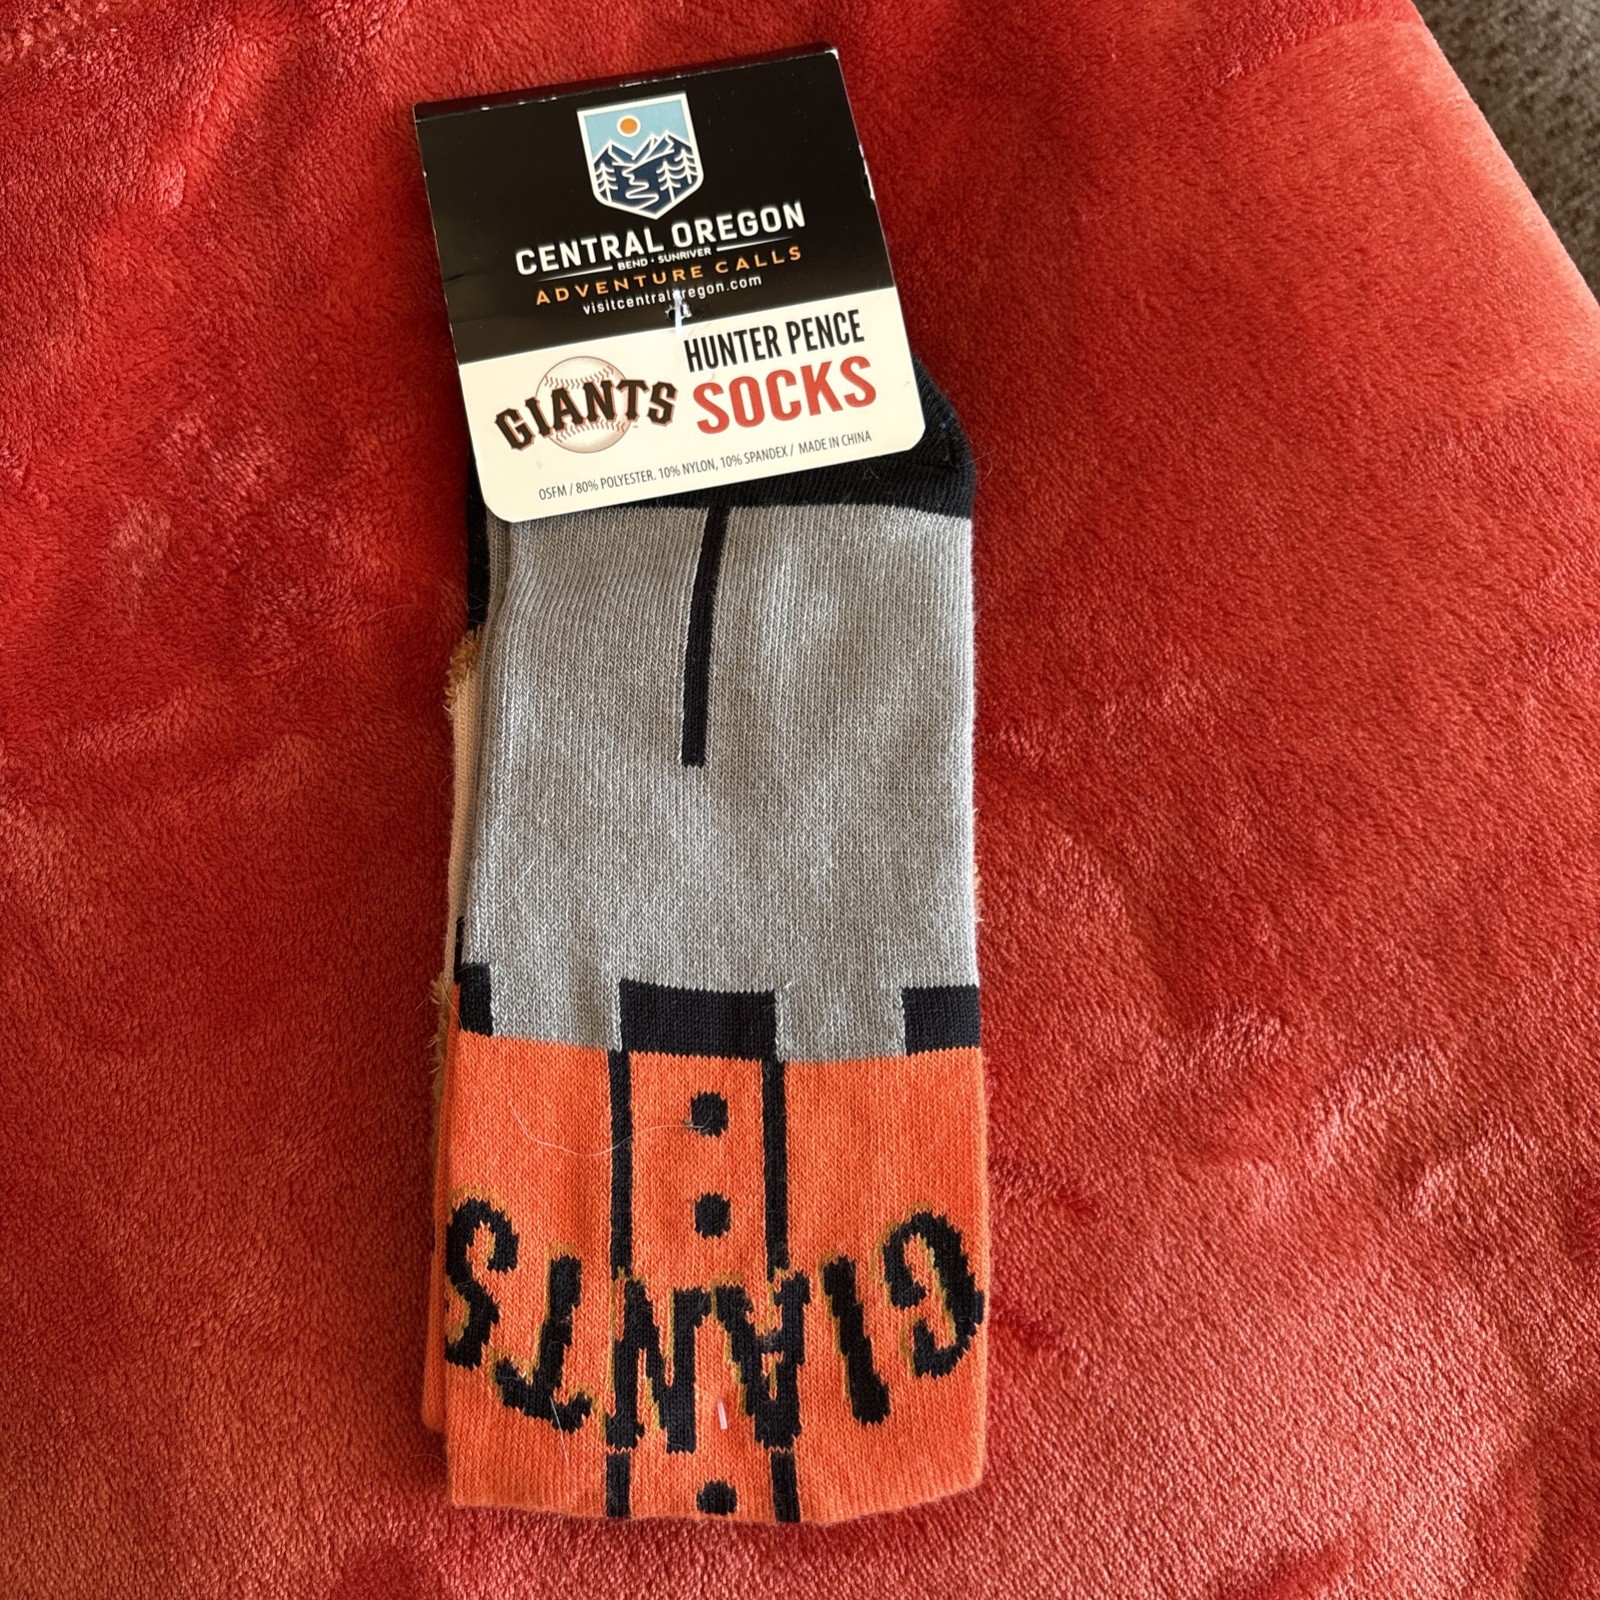 CENTRAL OREGON
BEND • SUNRIVER
ADVENTURE CALLS
visitcentraloregon.com
HUNTER PENCE
GIANTS SOCKS
OSFM / 80% POLYESTER. 10% NYLON, 10% SPANDEX / MADE IN CHINA
GIANTS